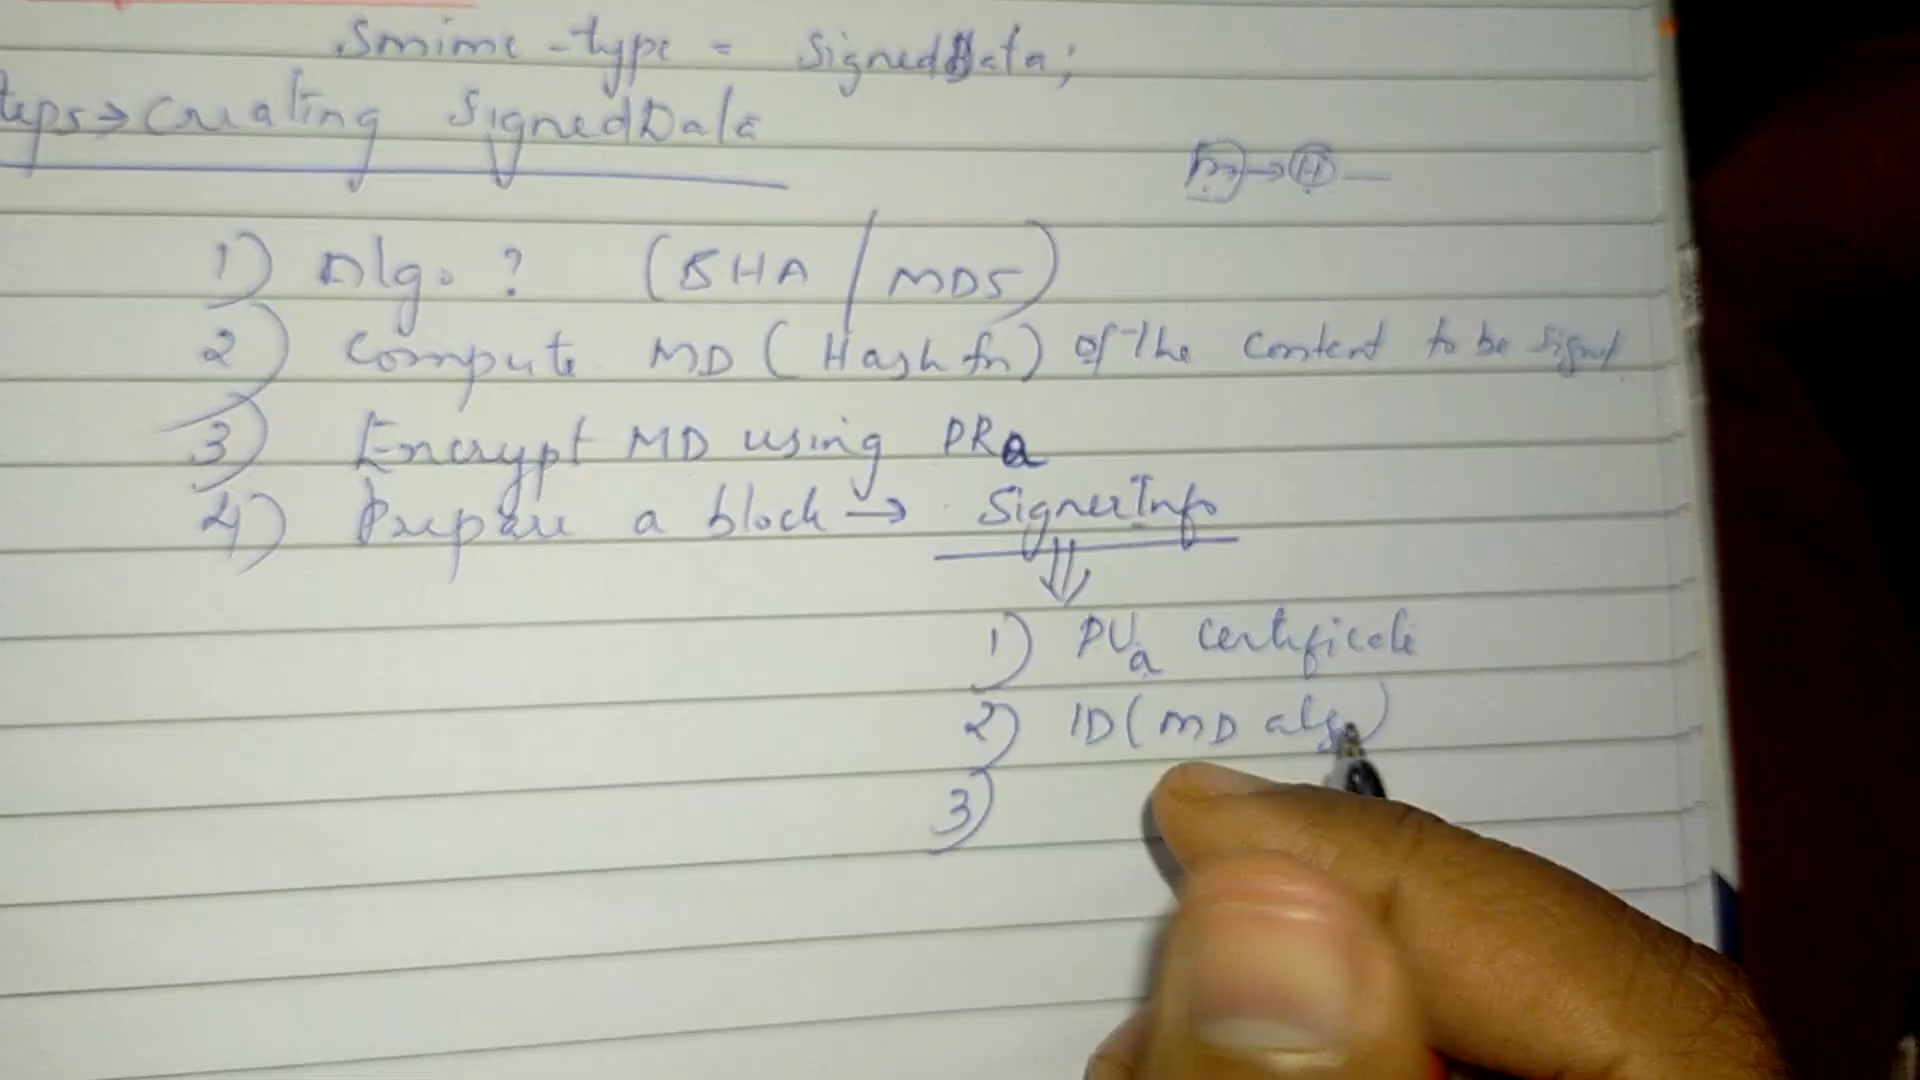 Smime-type = SignedData;
teps → Creating SignedData
m → H —
1) Algo ? (SHA / MD5)
2) Compute MD ( Hash fn) of the content to be signed
3) Encrypt MD using PRa
4) Prepare a block → SignerInfo
⇓
1) PUa certificate
2) ID (MD algo)
3)